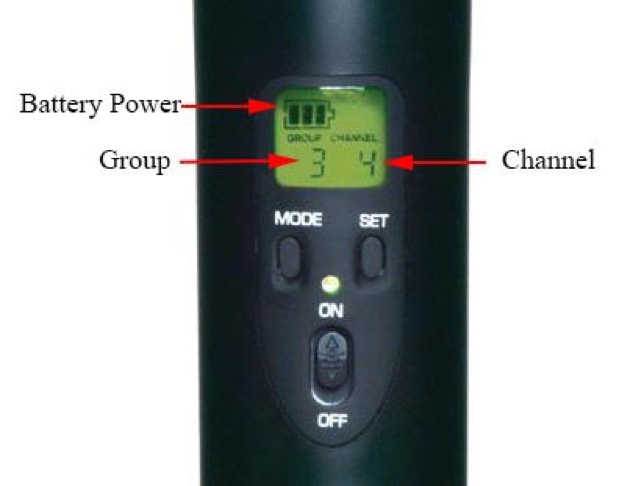 Battery Power
GROUP CHANNEL
Group
3 4
Channel
MODE SET
ON
OFF